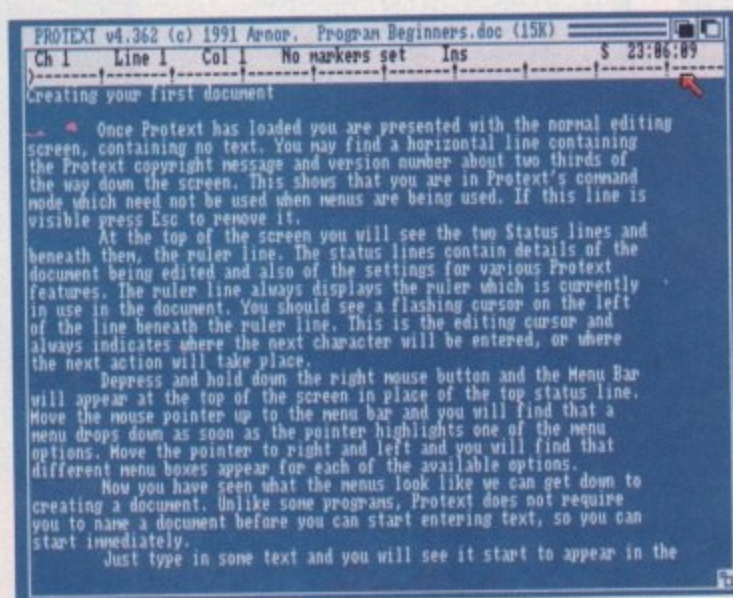 PROTEXT v4.362 (c) 1991 Arnor. Program Beginners.doc (15K)
Ch 1 Line 1 Col 1 No markers set Ins $ 23:06:09
Creating your first document
Once Protext has loaded you are presented with the normal editing
screen, containing no text. You may find a horizontal line containing
the Protext copyright message and version number about two thirds of
the way down the screen. This shows that you are in Protext's command
mode which need not be used when menus are being used. If this line is
visible press Esc to remove it.
At the top of the screen you will see the two Status lines and
beneath them, the ruler line. The status lines contain details of the
document being edited and also of the settings for various Protext
features. The ruler line always displays the ruler which is currently
in use in the document. You should see a flashing cursor on the left
of the line beneath the ruler line. This is the editing cursor and
always indicates where the next character will be entered, or where
the next action will take place.
Depress and hold down the right mouse button and the Menu Bar
will appear at the top of the screen in place of the top status line.
Move the mouse pointer up to the menu bar and you will find that a
menu drops down as soon as the pointer highlights one of the menu
options. Move the pointer to right and left and you will find that
different menu boxes appear for each of the available options.
Now you have seen what the menus look like we can get down to
creating a document. Unlike some programs, Protext does not require
you to name a document before you can start entering text, so you can
start immediately.
Just type in some text and you will see it start to appear in the